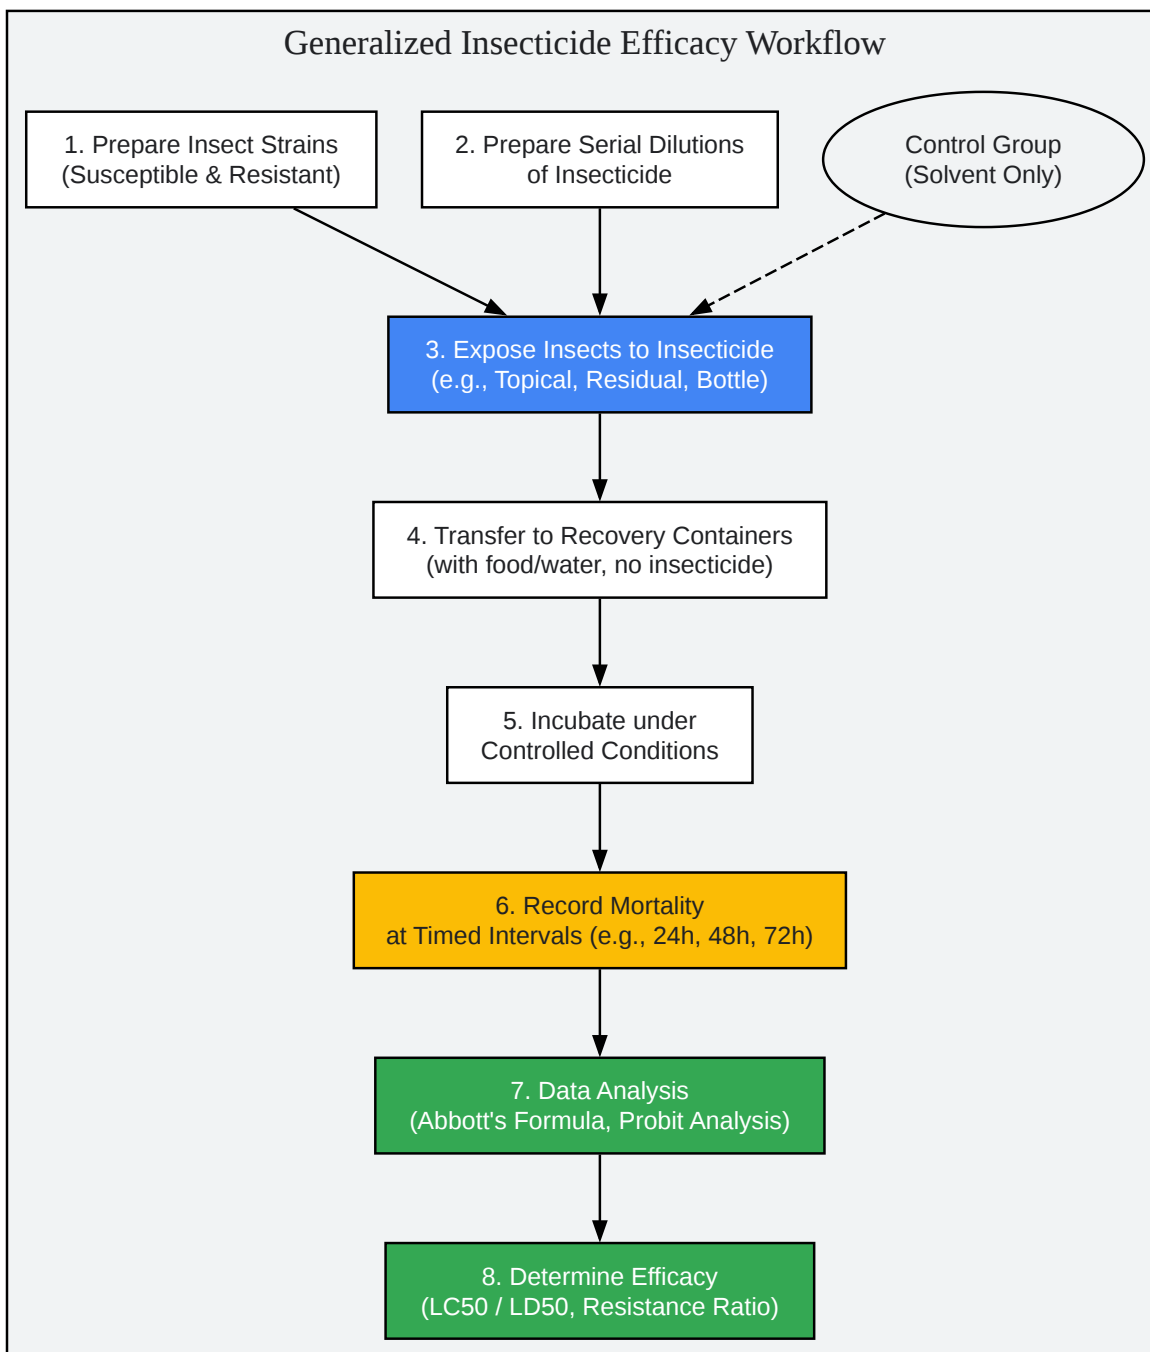 Generalized Insecticide Efficacy Workflow
1. Prepare Insect Strains
(Susceptible & Resistant)
2. Prepare Serial Dilutions
of Insecticide
Control Group
(Solvent Only)
3. Expose Insects to Insecticide
(e.g., Topical, Residual, Bottle)
4. Transfer to Recovery Containers
(with food/water, no insecticide)
5. Incubate under
Controlled Conditions
6. Record Mortality
at Timed Intervals (e.g., 24h, 48h, 72h)
7. Data Analysis
(Abbott's Formula, Probit Analysis)
8. Determine Efficacy
(LC50 / LD50, Resistance Ratio)